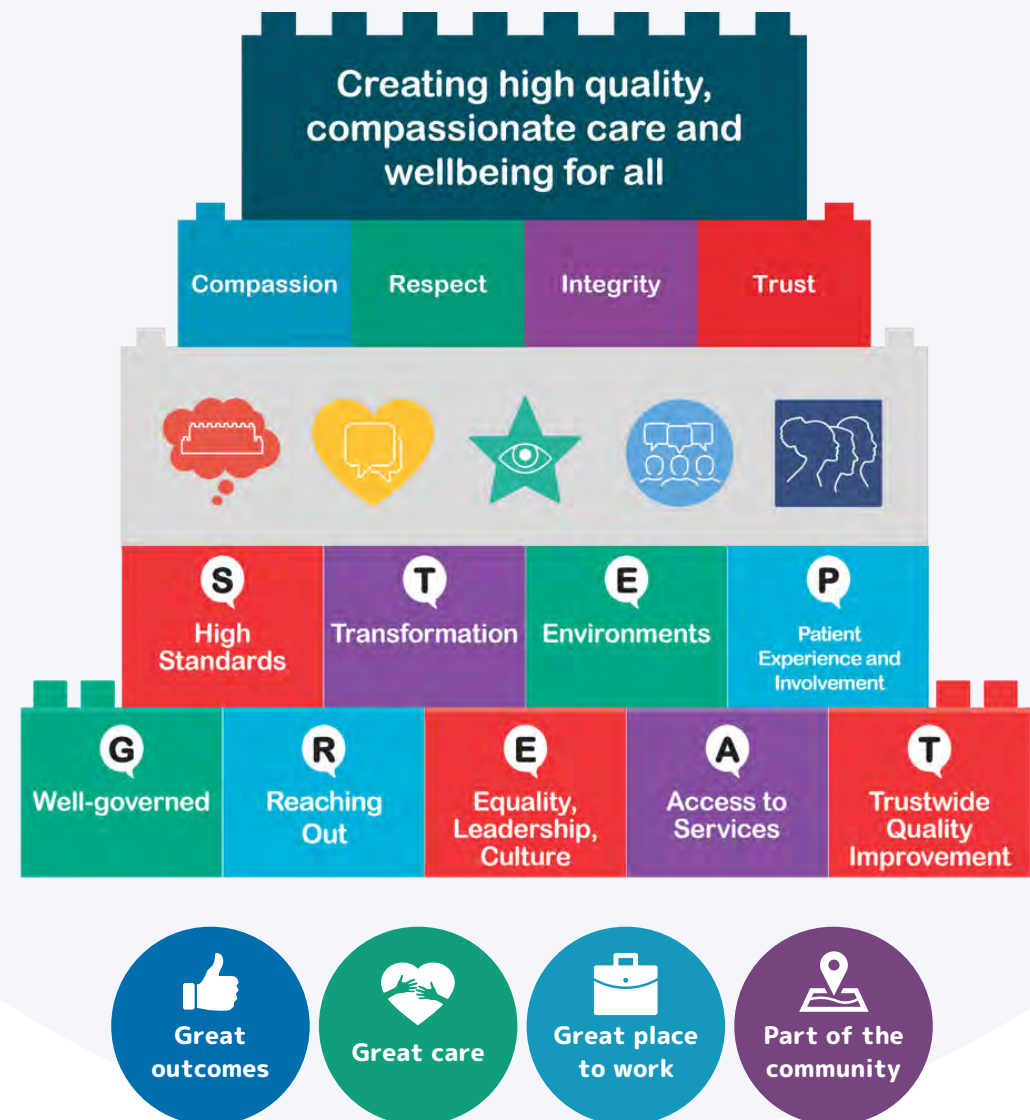 Creating high quality,
compassionate care and
wellbeing for all
Compassion
Respect
Integrity
Trust
S
High
Standards
T
Transformation
E
Environments
P
Patient
Experience and
Involvement
G
Well-governed
R
Reaching
Out
E
Equality,
Leadership,
Culture
A
Access to
Services
T
Trustwide
Quality
Improvement
Great
outcomes
Great care
Great place
to work
Part of the
community